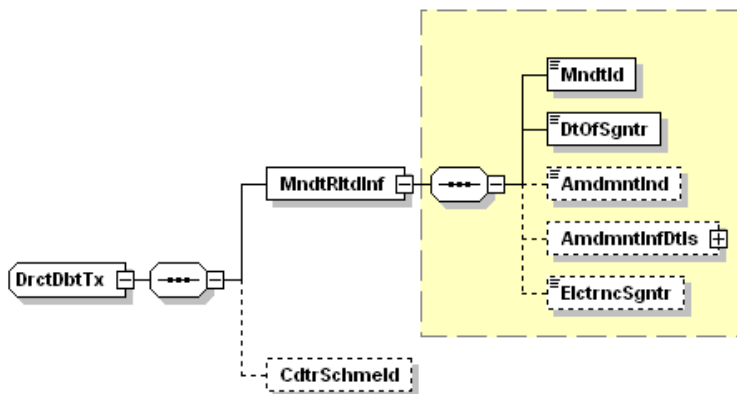 MndtId
DtOfSgntr
MndtRltdInf
AmdmntInd
AmdmntInfDtls
DrctDbtTx
ElctrncSgntr
CdtrSchmeId